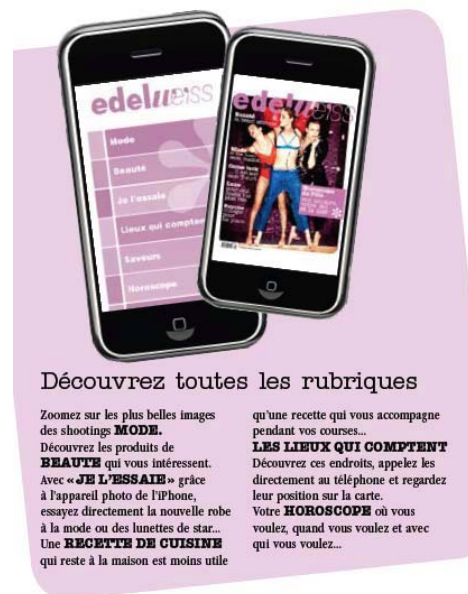 edelweiss
Mode
Beauté
Je l'essaie
Lieux qui comptent
Saveurs
Horoscope
edelweiss
Beauté
Découvrez toutes les rubriques
Zoomez sur les plus belles images
des shootings MODE.
Découvrez les produits de
BEAUTE qui vous intéressent.
Avec «JE L'ESSAIE» grâce
à l'appareil photo de l'iPhone,
essayez directement la nouvelle robe
à la mode ou des lunettes de star...
Une RECETTE DE CUISINE
qui reste à la maison est moins utile
qu'une recette qui vous accompagne
pendant vos courses...
LES LIEUX QUI COMPTENT
Découvrez ces endroits, appelez les
directement au téléphone et regardez
leur position sur la carte.
Votre HOROSCOPE où vous
voulez, quand vous voulez et avec
qui vous voulez...